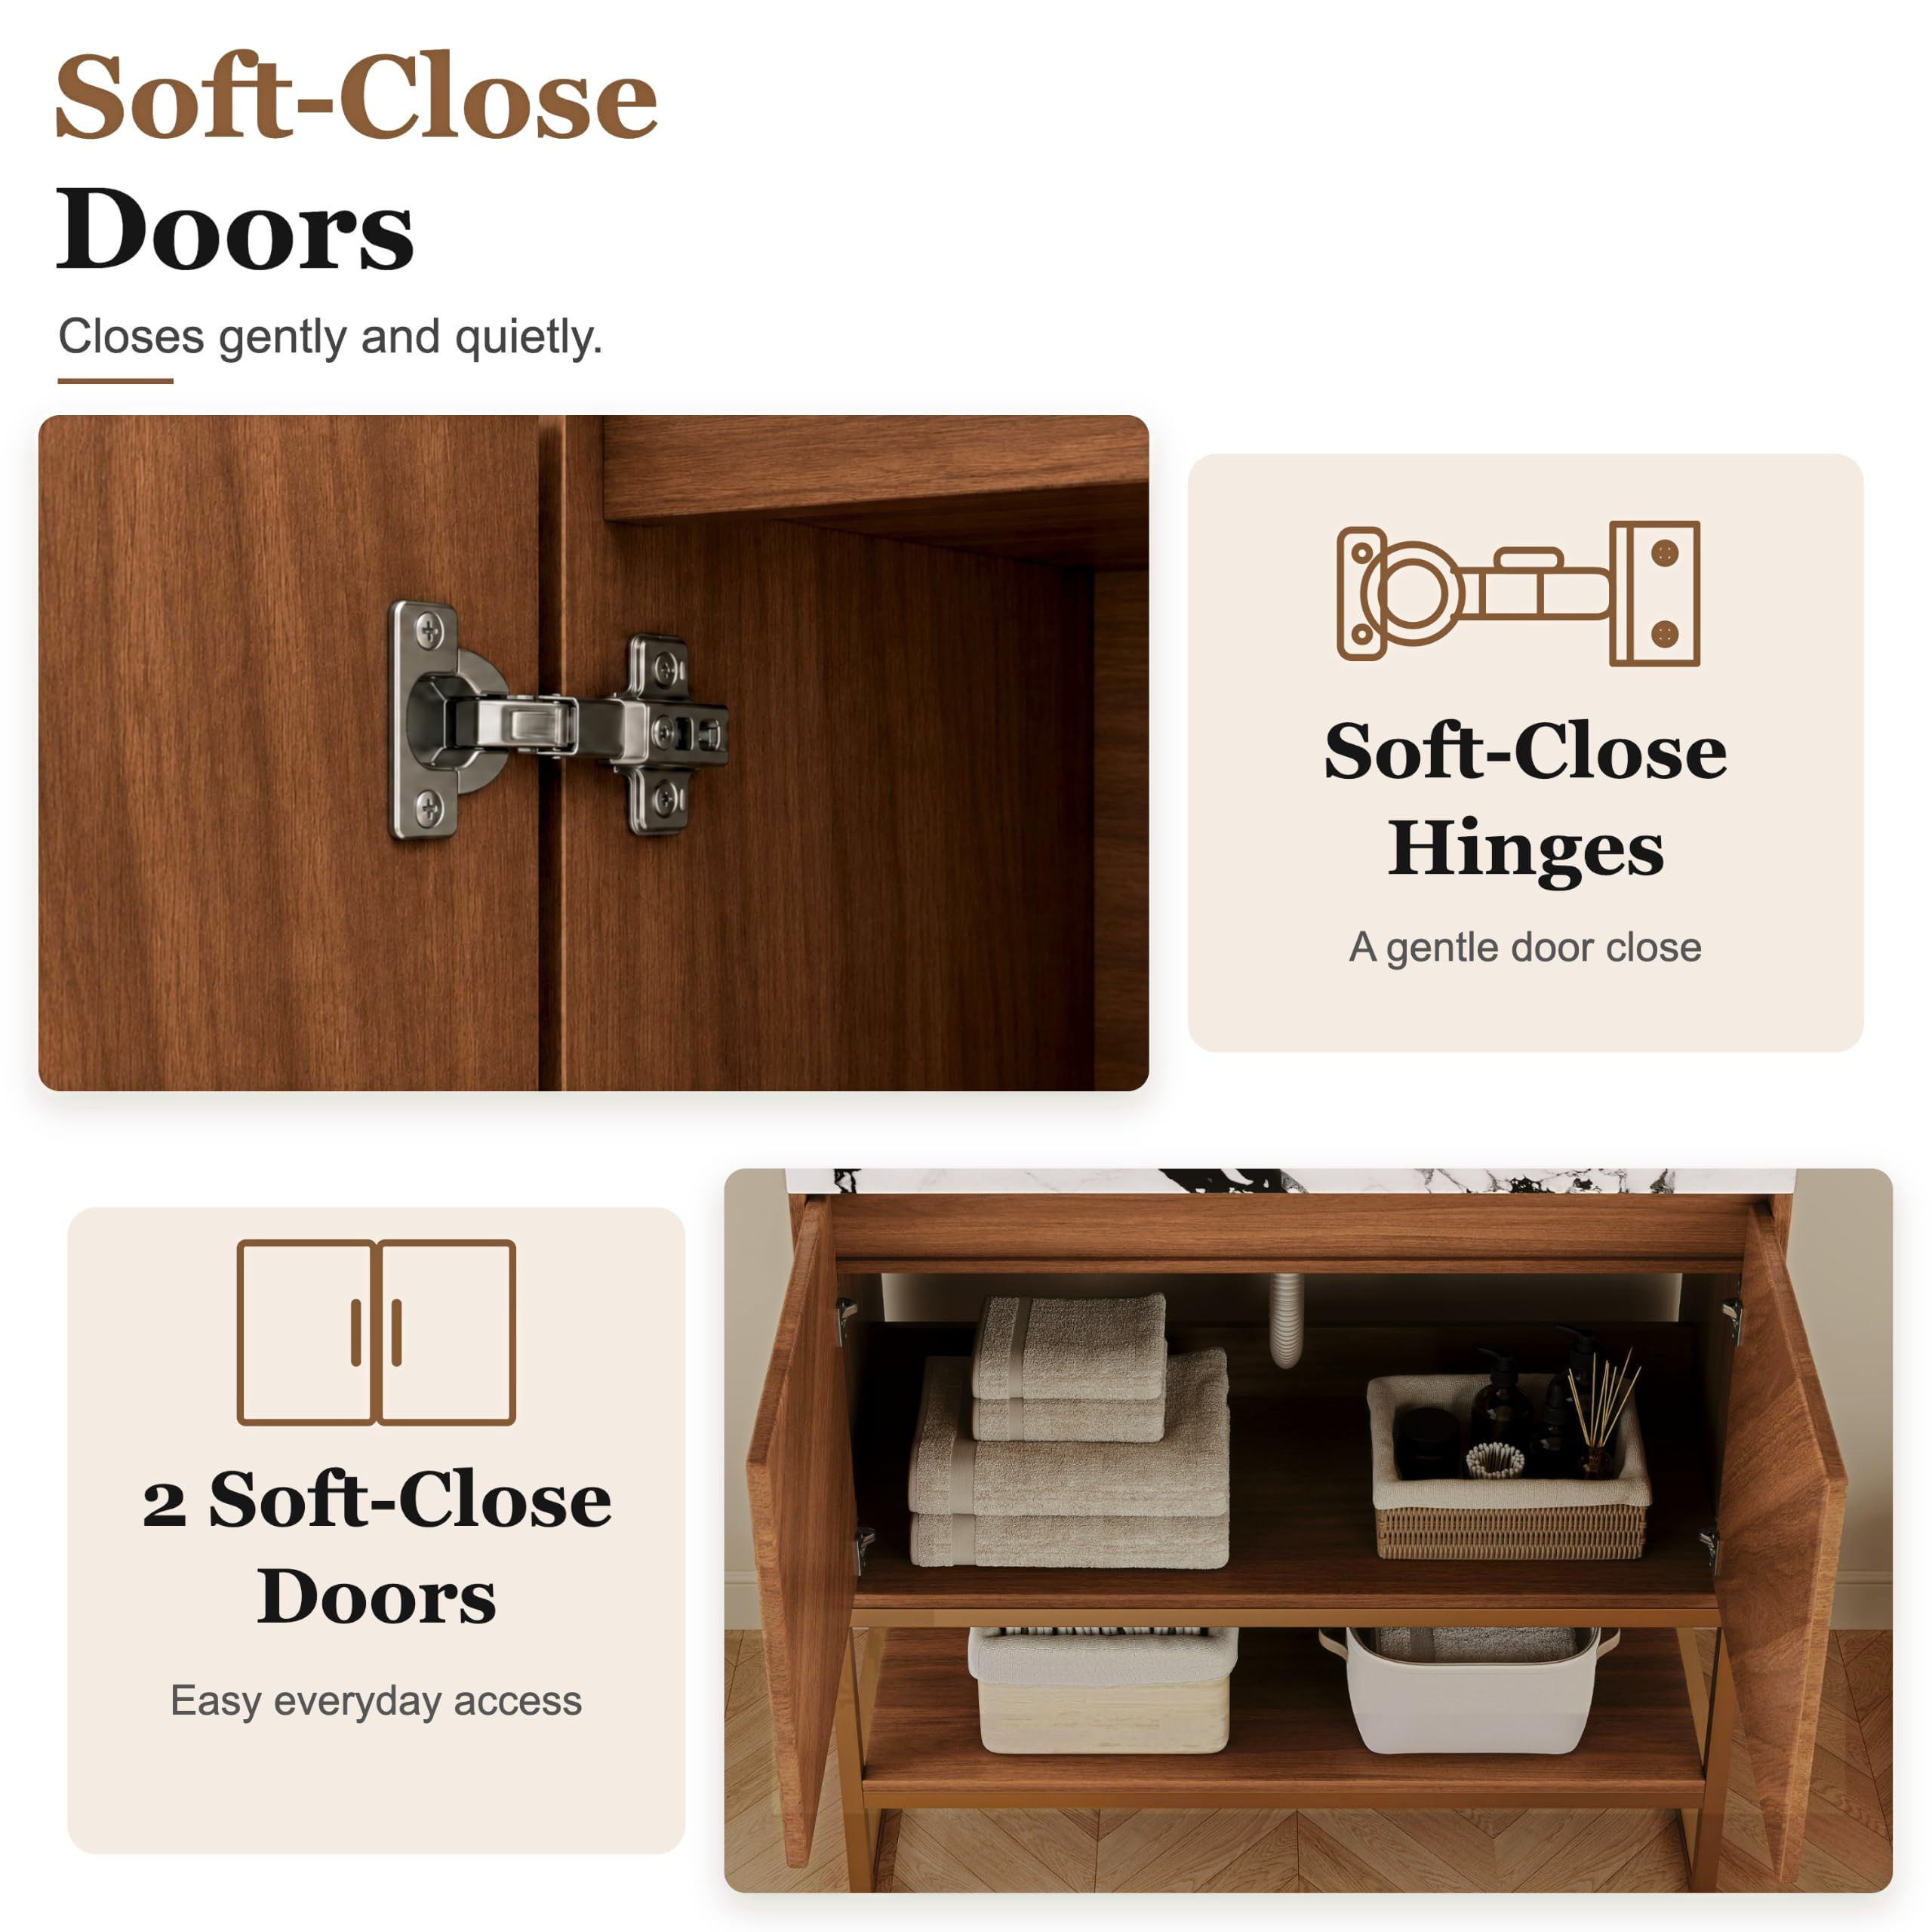 Soft-Close
Doors
Closes gently and quietly.
Soft-Close
Hinges
A gentle door close
2 Soft-Close
Doors
Easy everyday access